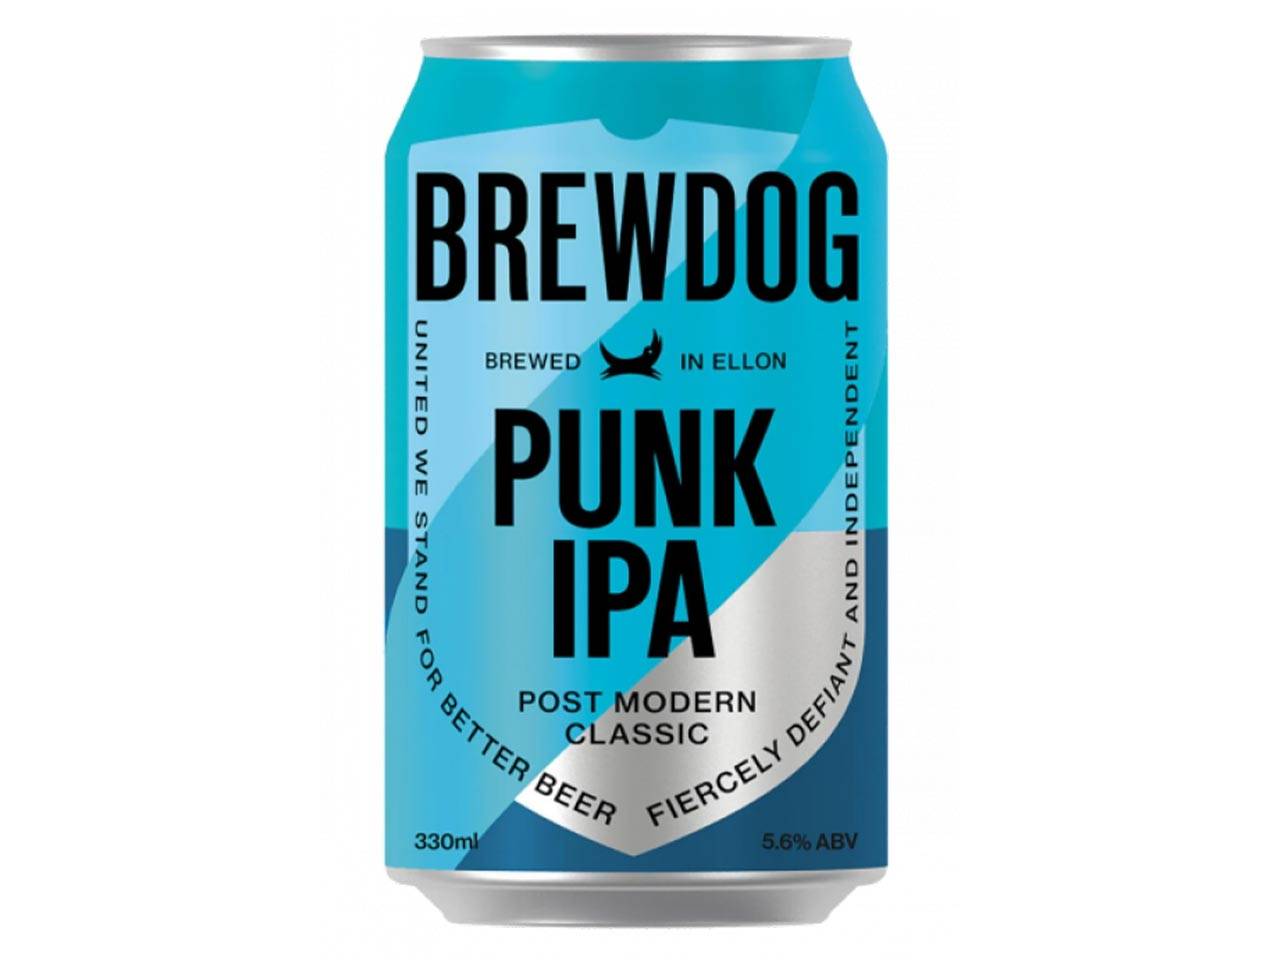 BREWDOG
BREWED IN ELLON
PUNK
IPA
POST MODERN
CLASSIC
UNITED WE STAND FOR BETTER BEER
FIERCELY DEFIANT AND INDEPENDENT
330ml
5.6% ABV